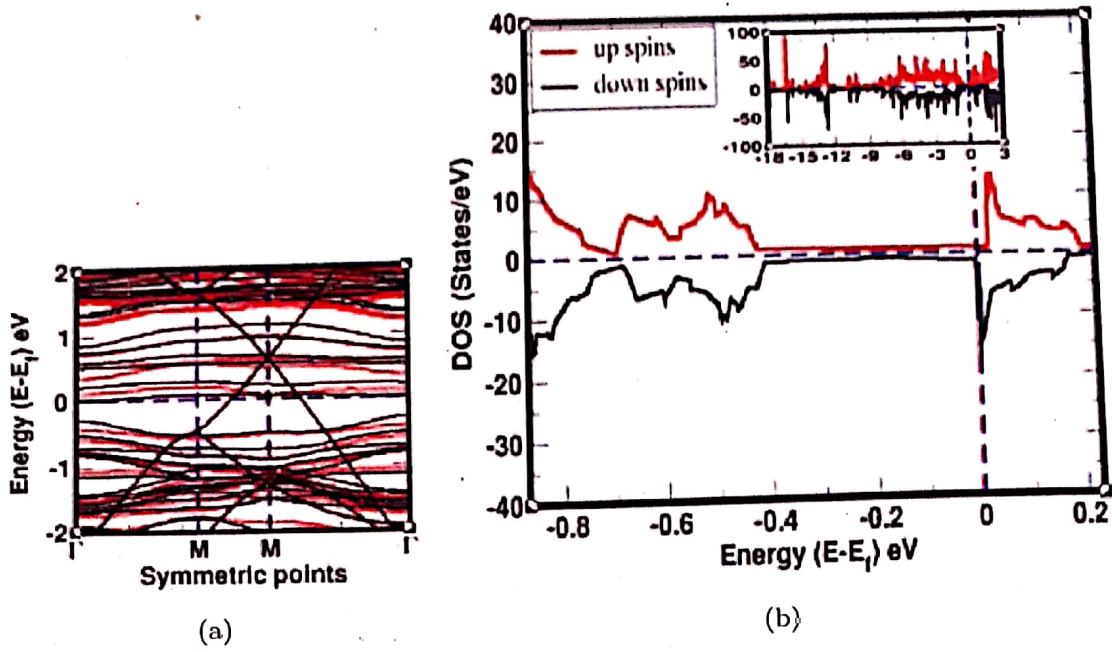 2
1
0
-1
-2
Energy (E-E_f) eV
Γ M M Γ
Symmetric points
(a)
40
30
20
10
0
-10
-20
-30
-40
DOS (States/eV)
up spins
down spins
100
50
0
-50
-100
-18 -15 -12 -9 -6 -3 0 3
-0.8 -0.6 -0.4 -0.2 0 0.2
Energy (E-E_f) eV
(b)